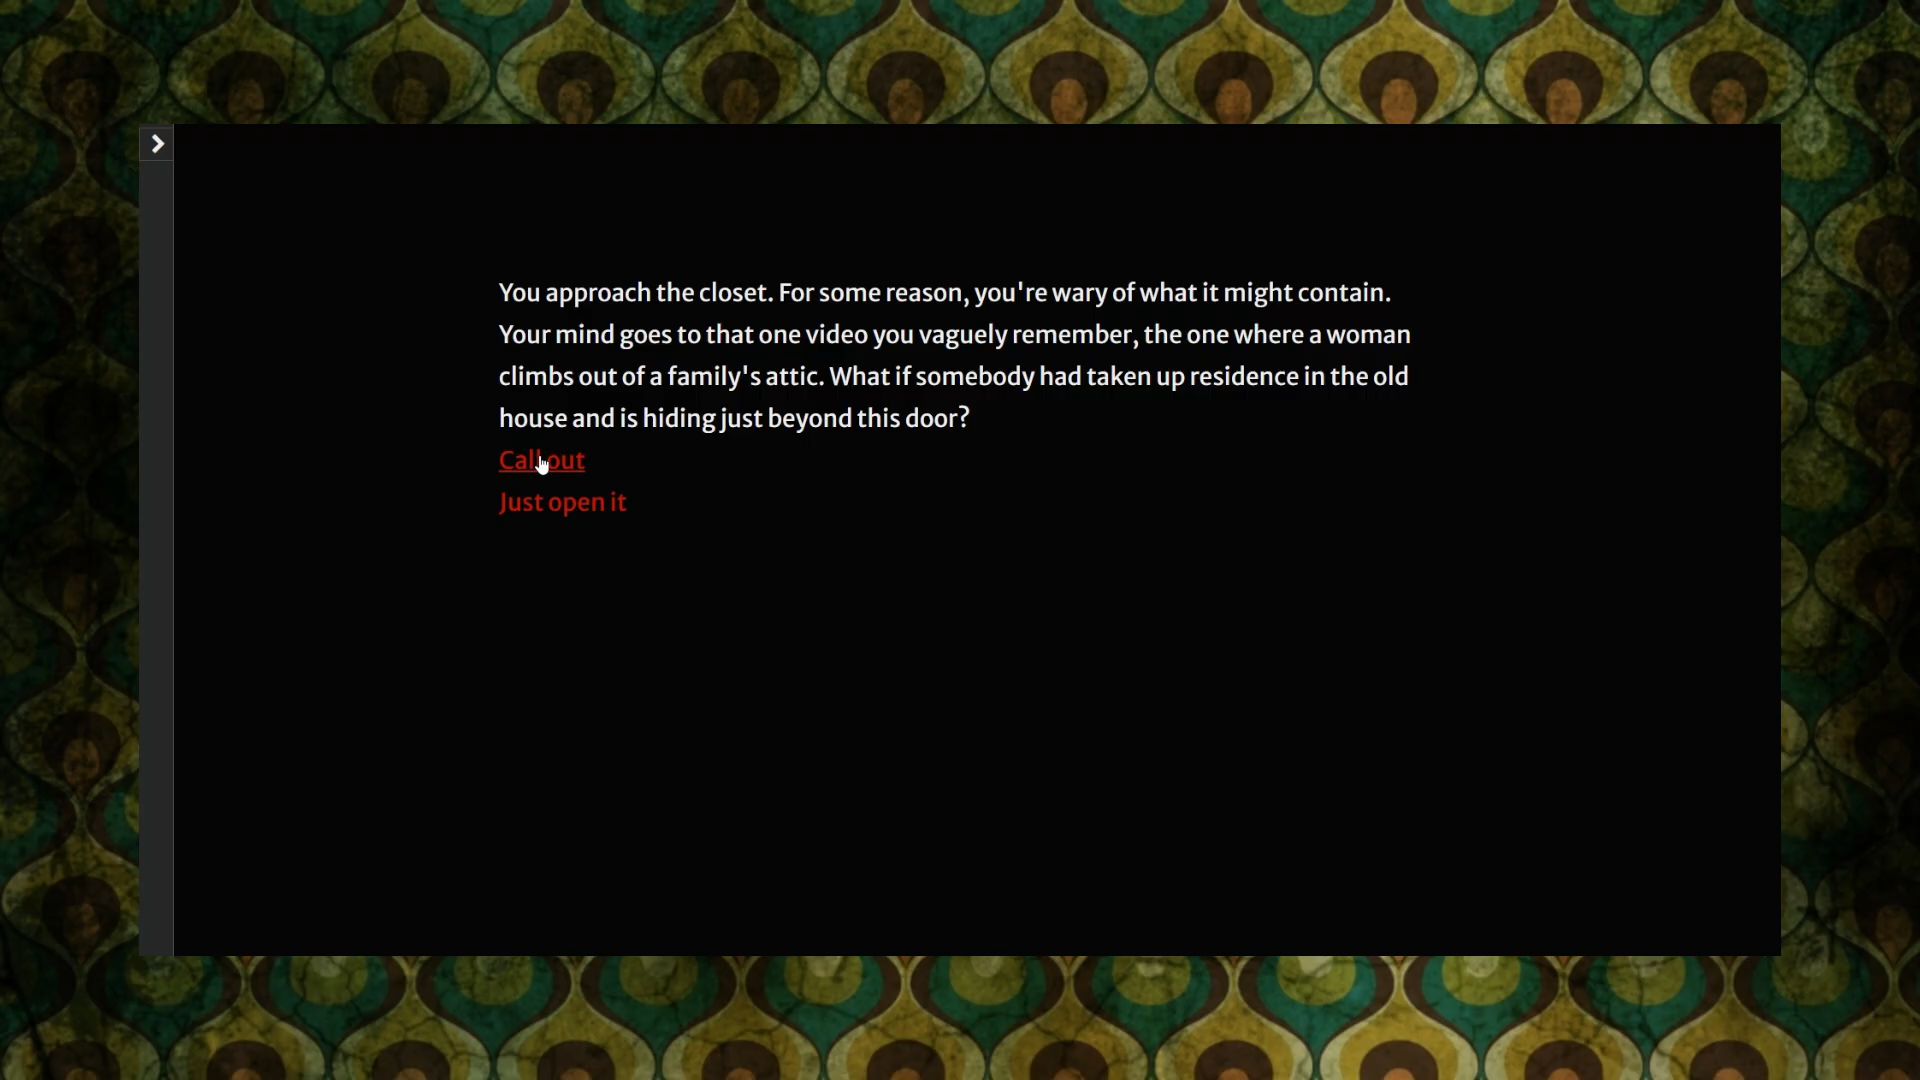 You approach the closet. For some reason, you're wary of what it might contain.
Your mind goes to that one video you vaguely remember, the one where a woman
climbs out of a family's attic. What if somebody had taken up residence in the old
house and is hiding just beyond this door?
Call out
Just open it